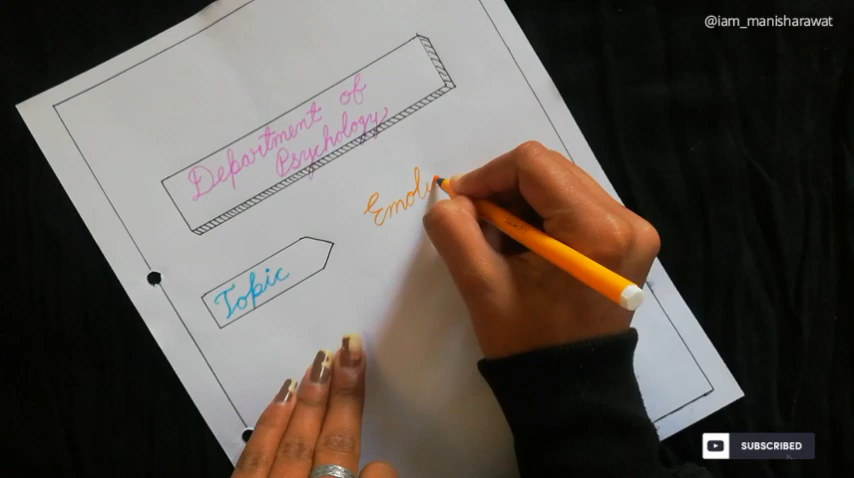 @iam_manisharawat
Department of
Psychology
Topic
SUBSCRIBED